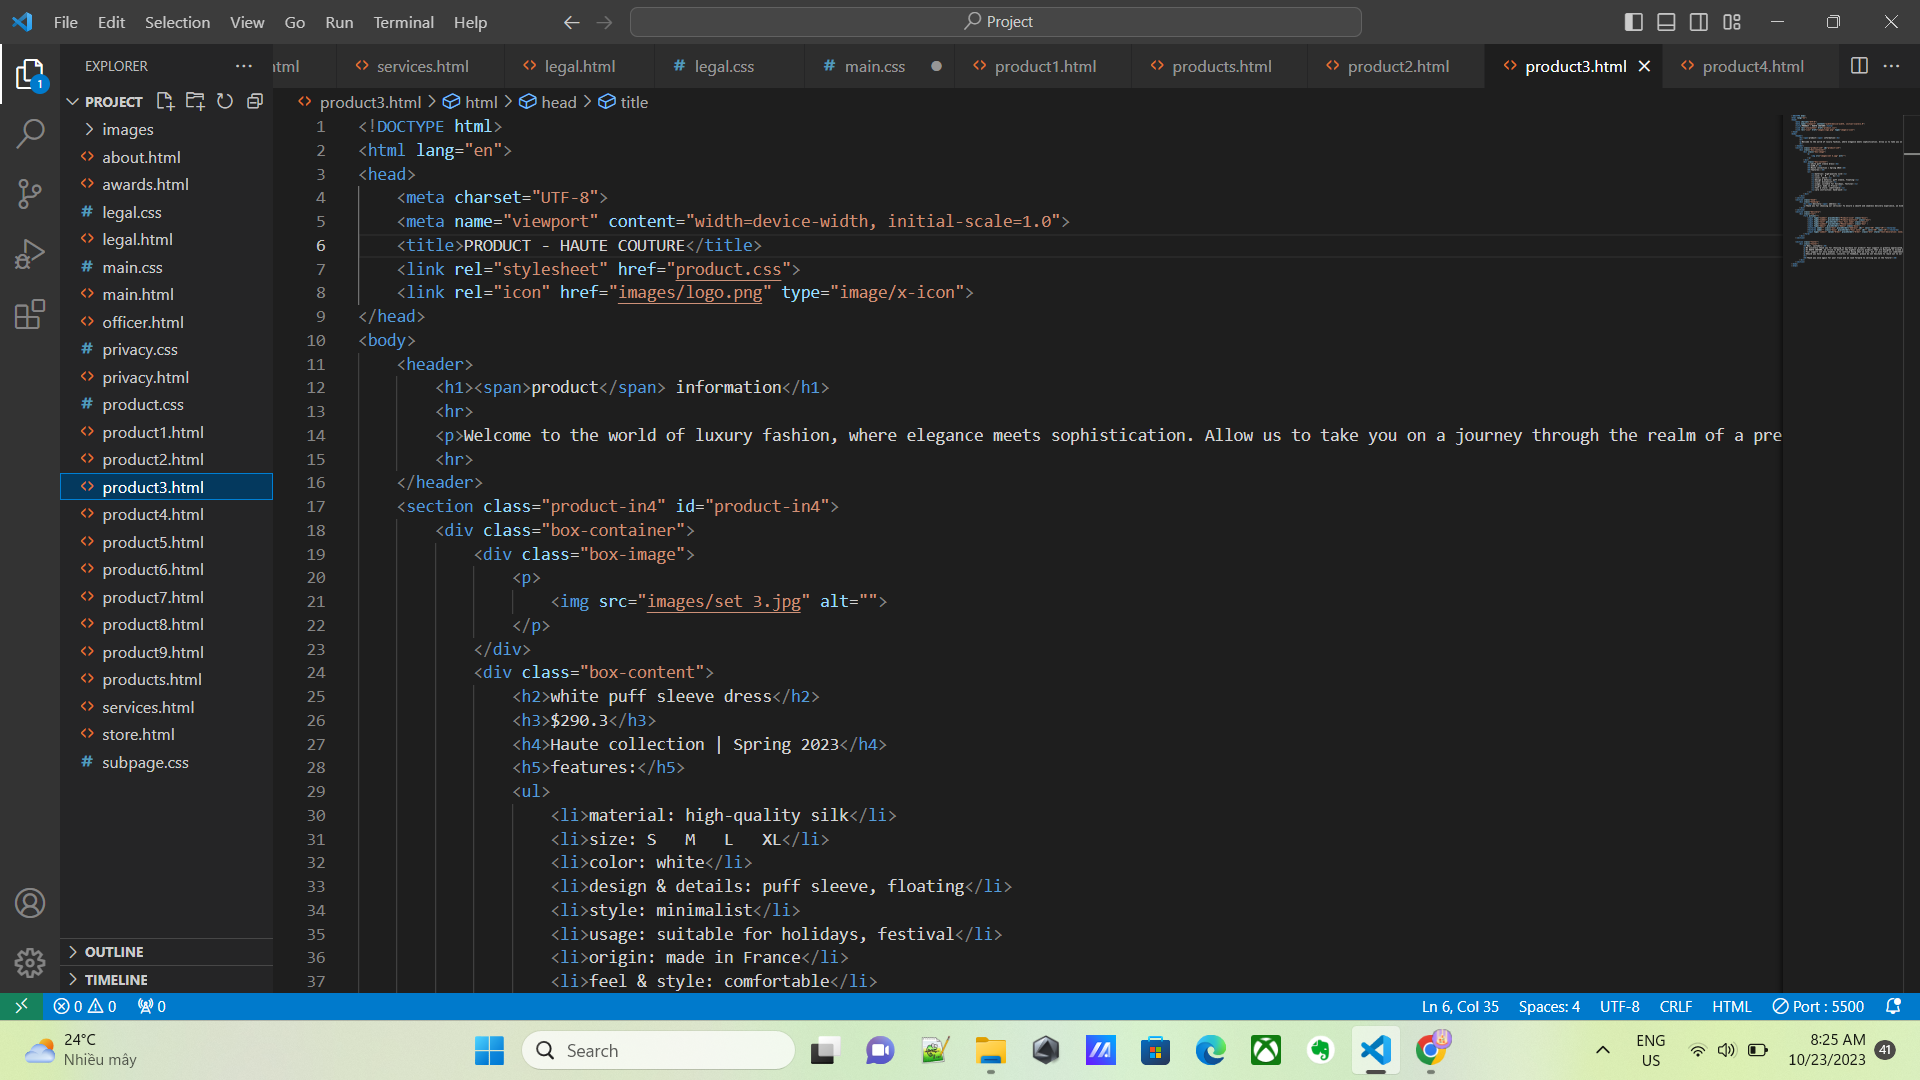 File Edit Selection View Go Run Terminal Help
Project
EXPLORER
html
services.html
legal.html
# legal.css
# main.css
product1.html
products.html
product2.html
product3.html
product4.html
PROJECT
images
about.html
awards.html
# legal.css
legal.html
# main.css
main.html
officer.html
# privacy.css
privacy.html
# product.css
product1.html
product2.html
product3.html
product4.html
product5.html
product6.html
product7.html
product8.html
product9.html
products.html
services.html
store.html
# subpage.css
OUTLINE
TIMELINE
1
product3.html > html > head > title
1 <!DOCTYPE html>
2 <html lang="en">
3 <head>
4 <meta charset="UTF-8">
5 <meta name="viewport" content="width=device-width, initial-scale=1.0">
6 <title>PRODUCT - HAUTE COUTURE</title>
7 <link rel="stylesheet" href="product.css">
8 <link rel="icon" href="images/logo.png" type="image/x-icon">
9 </head>
10 <body>
11 <header>
12 <h1><span>product</span> information</h1>
13 <hr>
14 <p>Welcome to the world of luxury fashion, where elegance meets sophistication. Allow us to take you on a journey through the realm of a pre
15 <hr>
16 </header>
17 <section class="product-in4" id="product-in4">
18 <div class="box-container">
19 <div class="box-image">
20 <p>
21 <img src="images/set 3.jpg" alt="">
22 </p>
23 </div>
24 <div class="box-content">
25 <h2>white puff sleeve dress</h2>
26 <h3>$290.3</h3>
27 <h4>Haute collection | Spring 2023</h4>
28 <h5>features:</h5>
29 <ul>
30 <li>material: high-quality silk</li>
31 <li>size: S M L XL</li>
32 <li>color: white</li>
33 <li>design & details: puff sleeve, floating</li>
34 <li>style: minimalist</li>
35 <li>usage: suitable for holidays, festival</li>
36 <li>origin: made in France</li>
37 <li>feel & style: comfortable</li>
0 0 0
Ln 6, Col 35 Spaces: 4 UTF-8 CRLF HTML Port : 5500
24°C
Nhiều mây
Search
ENG
US
8:25 AM
10/23/2023
41